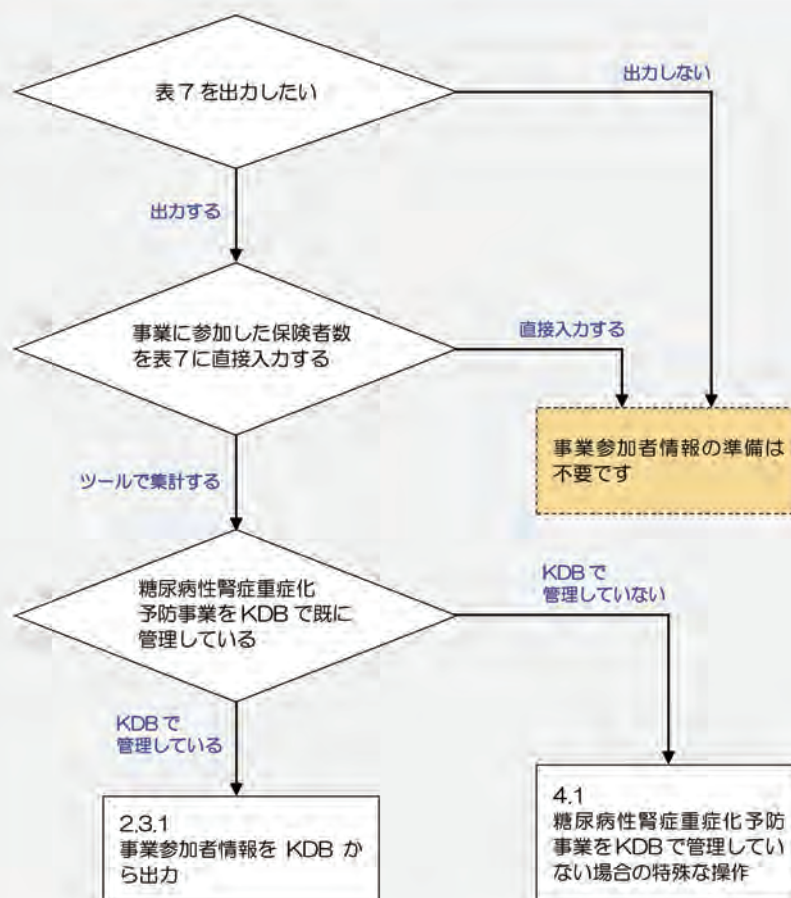 表7を出力したい
出力しない
出力する
事業に参加した保険者数
を表7に直接入力する
直接入力する
事業参加者情報の準備は
不要です
ツールで集計する
糖尿病性腎症重症化
予防事業をKDBで既に
管理している
KDBで
管理していない
KDBで
管理している
2.3.1
事業参加者情報を KDB か
ら出力
4.1
糖尿病性腎症重症化予防
事業をKDBで管理してい
ない場合の特殊な操作